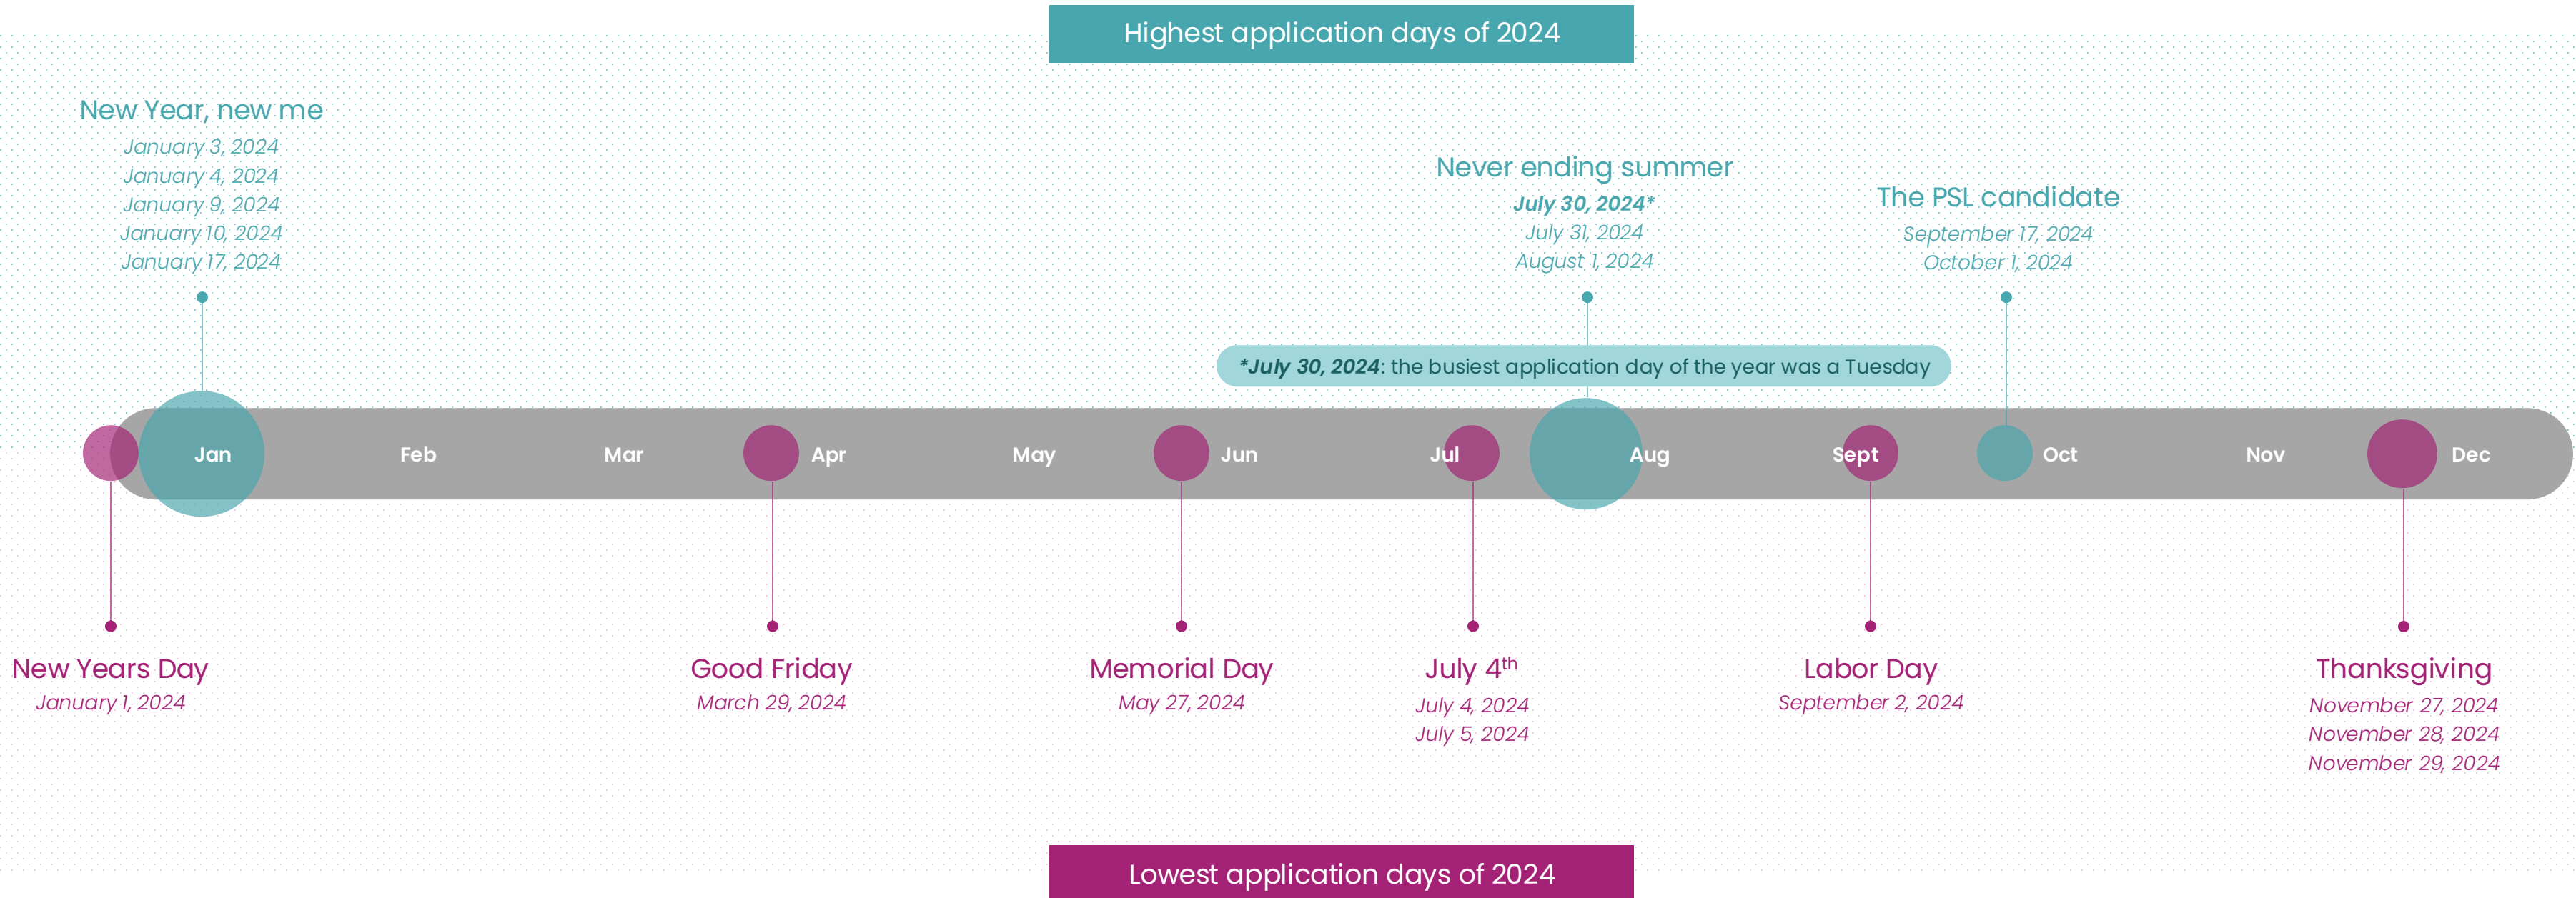 Highest application days of 2024
New Year, new me
January 3, 2024
January 4, 2024
January 9, 2024
January 10, 2024
January 17, 2024
Never ending summer
July 30, 2024*
July 31, 2024
August 1, 2024
The PSL candidate
September 17, 2024
October 1, 2024
*July 30, 2024: the busiest application day of the year was a Tuesday
Jan Feb Mar Apr May Jun Jul Aug Sept Oct Nov Dec
New Years Day
January 1, 2024
Good Friday
March 29, 2024
Memorial Day
May 27, 2024
July 4th
July 4, 2024
July 5, 2024
Labor Day
September 2, 2024
Thanksgiving
November 27, 2024
November 28, 2024
November 29, 2024
Lowest application days of 2024